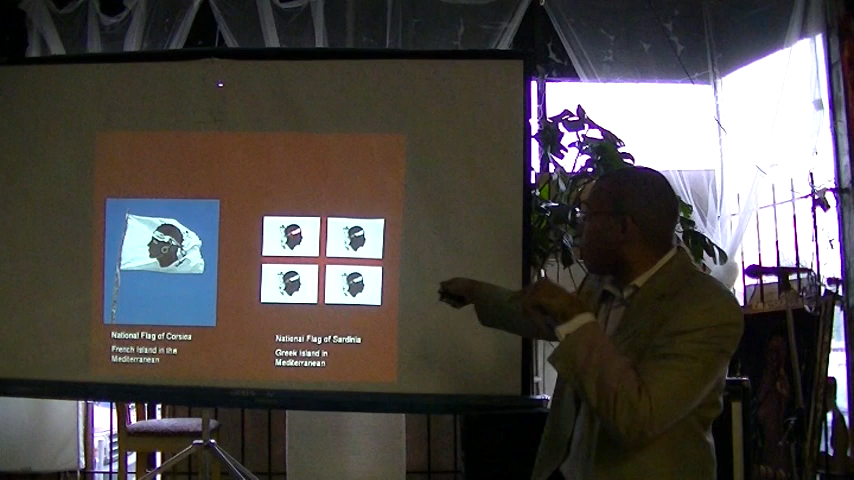 National Flag of Corsica
French Island in the
Mediterranean
National Flag of Sardinia
Greek Island in
Mediterranean